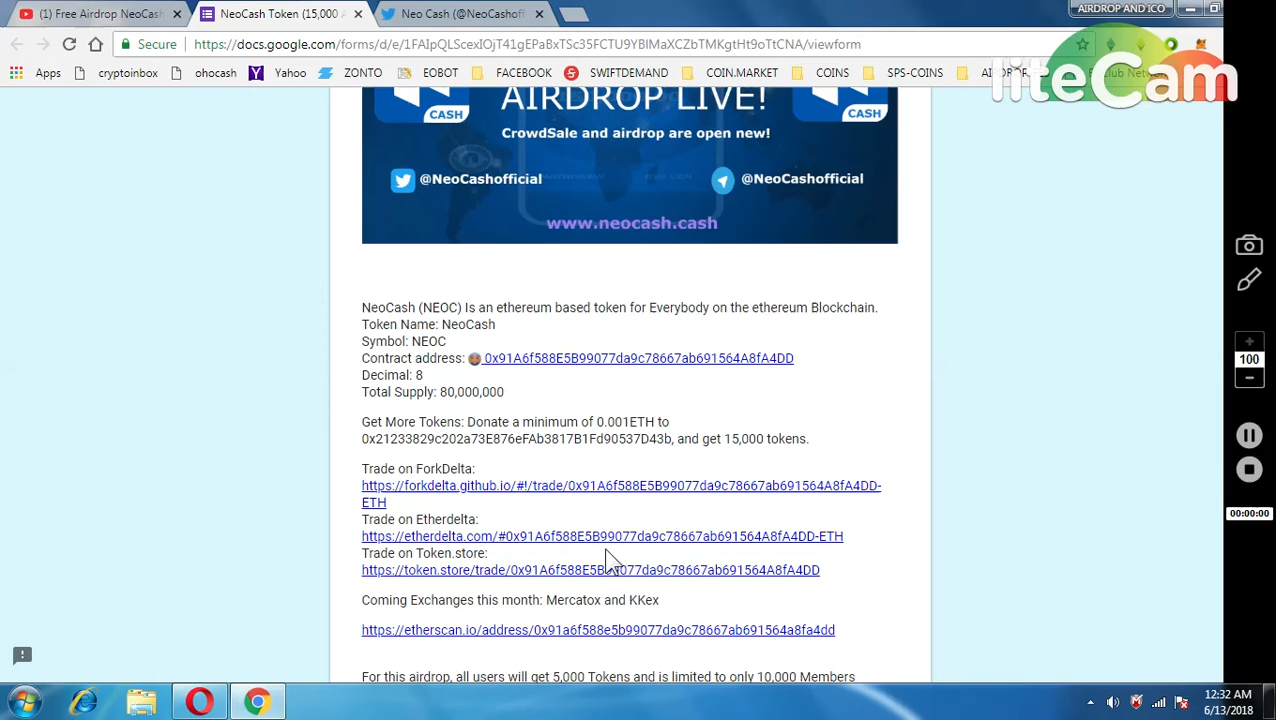 (1) Free Airdrop NeoCash
NeoCash Token (15,000
Neo Cash (@NeoCashoffi
AIRDROP AND ICO
Secure
https://docs.google.com/forms/d/e/1FAIpQLScexIOjT41gEPaBxTSc35FCTU9YBIMaXCZbTMKgtHt9oTtCNA/viewform
Apps cryptoinbox ohocash Yahoo ZONTO EOBOT FACEBOOK SWIFTDEMAND COIN.MARKET COINS SPS-COINS
liteCam
AIRDROP LIVE!
CASH
CASH
CrowdSale and airdrop are open new!
@NeoCashofficial
@NeoCashofficial
www.neocash.cash
NeoCash (NEOC) Is an ethereum based token for Everybody on the ethereum Blockchain.
Token Name: NeoCash
Symbol: NEOC
Contract address: 0x91A6f588E5B99077da9c78667ab691564A8fA4DD
Decimal: 8
Total Supply: 80,000,000
Get More Tokens: Donate a minimum of 0.001ETH to
0x21233829c202a73E876eFAb3817B1Fd90537D43b, and get 15,000 tokens.
Trade on ForkDelta:
https://forkdelta.github.io/#!/trade/0x91A6f588E5B99077da9c78667ab691564A8fA4DD-
ETH
Trade on Etherdelta:
https://etherdelta.com/#0x91A6f588E5B99077da9c78667ab691564A8fA4DD-ETH
Trade on Token.store:
https://token.store/trade/0x91A6f588E5B99077da9c78667ab691564A8fA4DD
Coming Exchanges this month: Mercatox and KKex
https://etherscan.io/address/0x91a6f588e5b99077da9c78667ab691564a8fa4dd
For this airdrop, all users will get 5,000 Tokens and is limited to only 10,000 Members
100
00:00:00
12:32 AM
6/13/2018